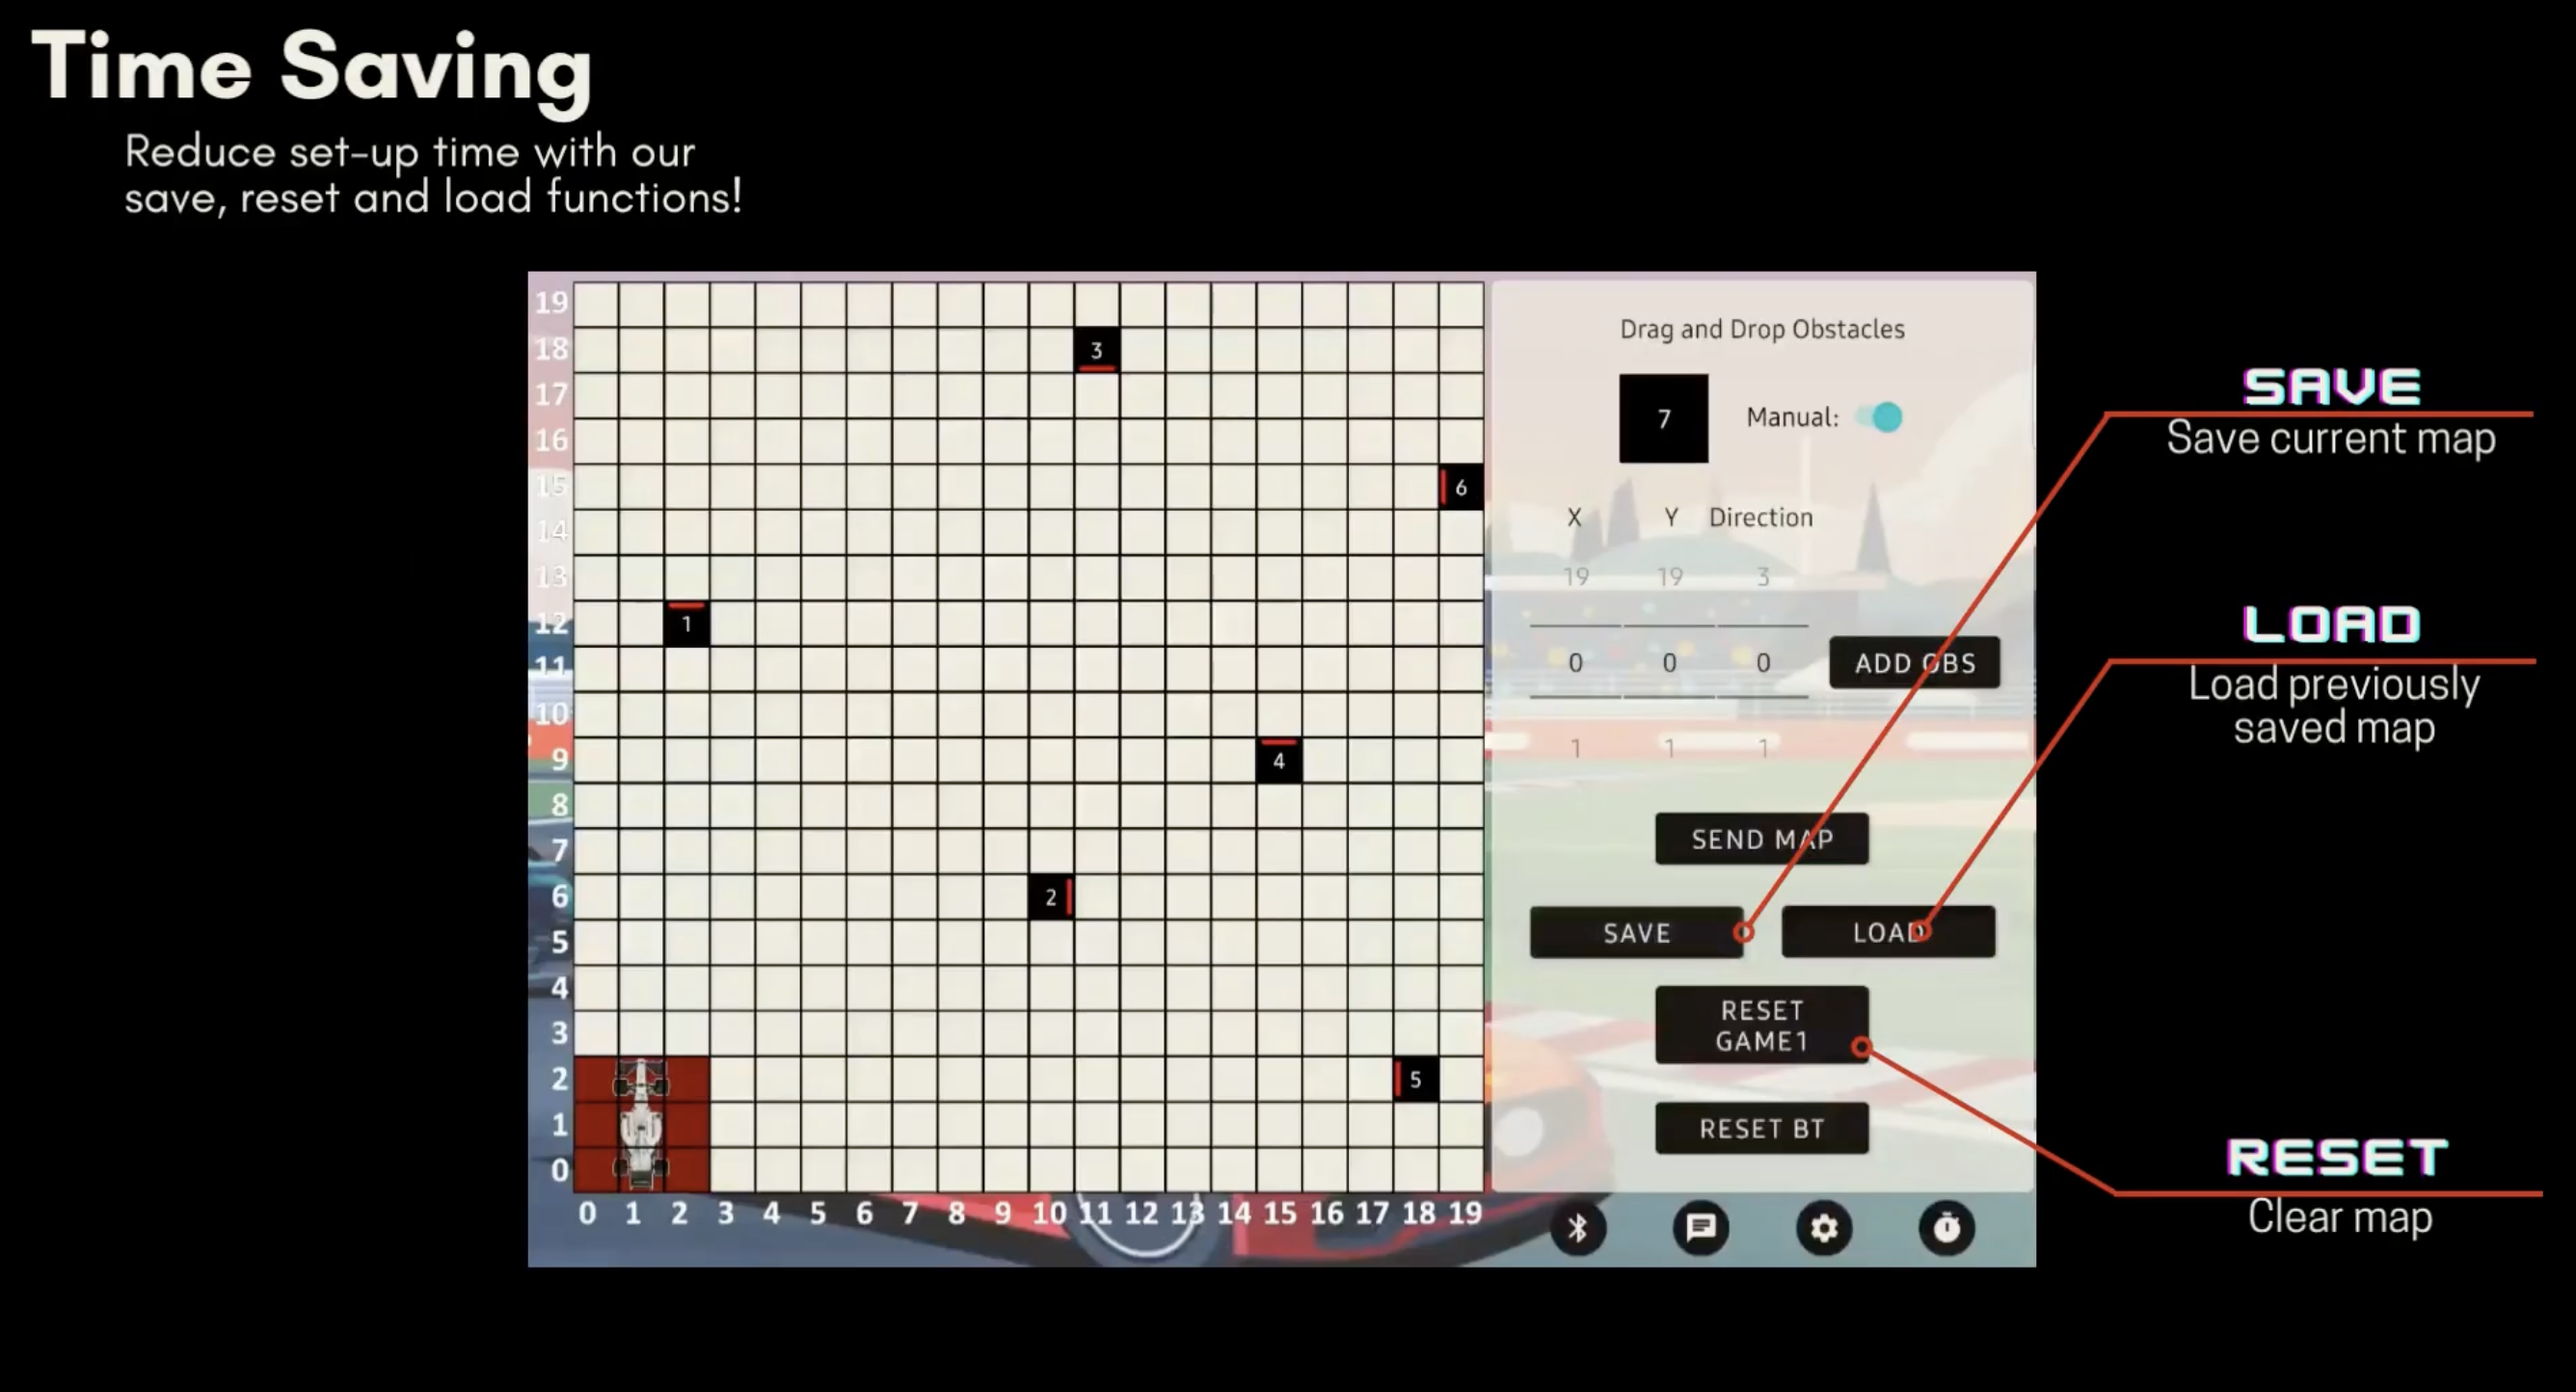 Time Saving
Reduce set-up time with our
save, reset and load functions!
19
18
17
16
15
14
13
12
11
10
9
8
7
6
5
4
3
2
1
0
3
6
1
4
2
5
0 1 2 3 4 5 6 7 8 9 10 11 12 13 14 15 16 17 18 19
Drag and Drop Obstacles
7 Manual:
X Y Direction
19 19 3
0 0 0 ADD OBS
1 1 1
SEND MAP
SAVE LOAD
RESET
GAME1
RESET BT
SAVE
Save current map
LOAD
Load previously
saved map
RESET
Clear map